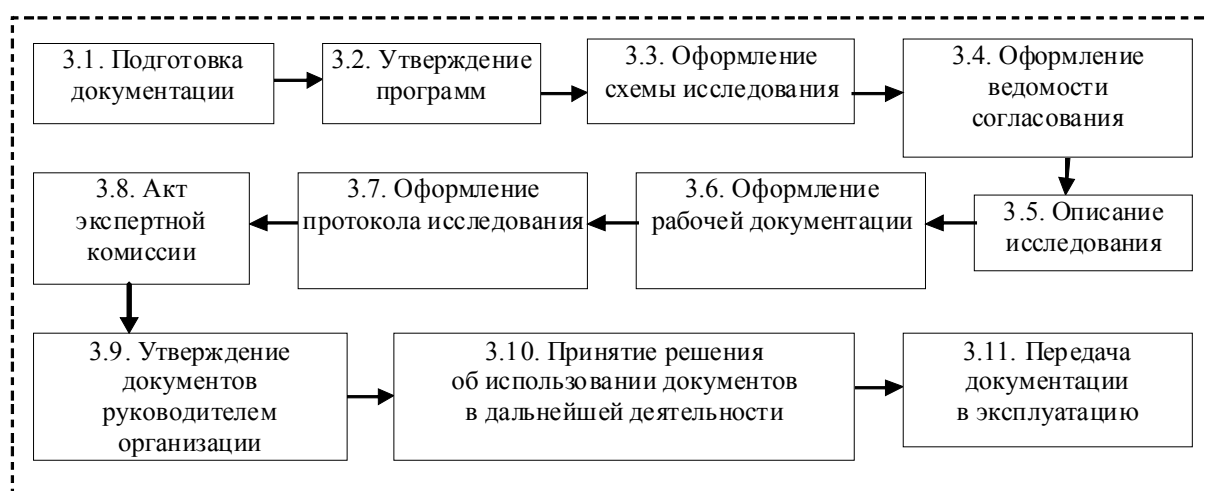 3.1. Подготовка
документации
3.2. Утверждение
программ
3.3. Оформление
схемы исследования
3.4. Оформление
ведомости
согласования
3.5. Описание
исследования
3.6. Оформление
рабочей документации
3.7. Оформление
протокола исследования
3.8. Акт
экспертной
комиссии
3.9. Утверждение
документов
руководителем
организации
3.10. Принятие решения
об использовании документов
в дальнейшей деятельности
3.11. Передача
документации
в эксплуатацию